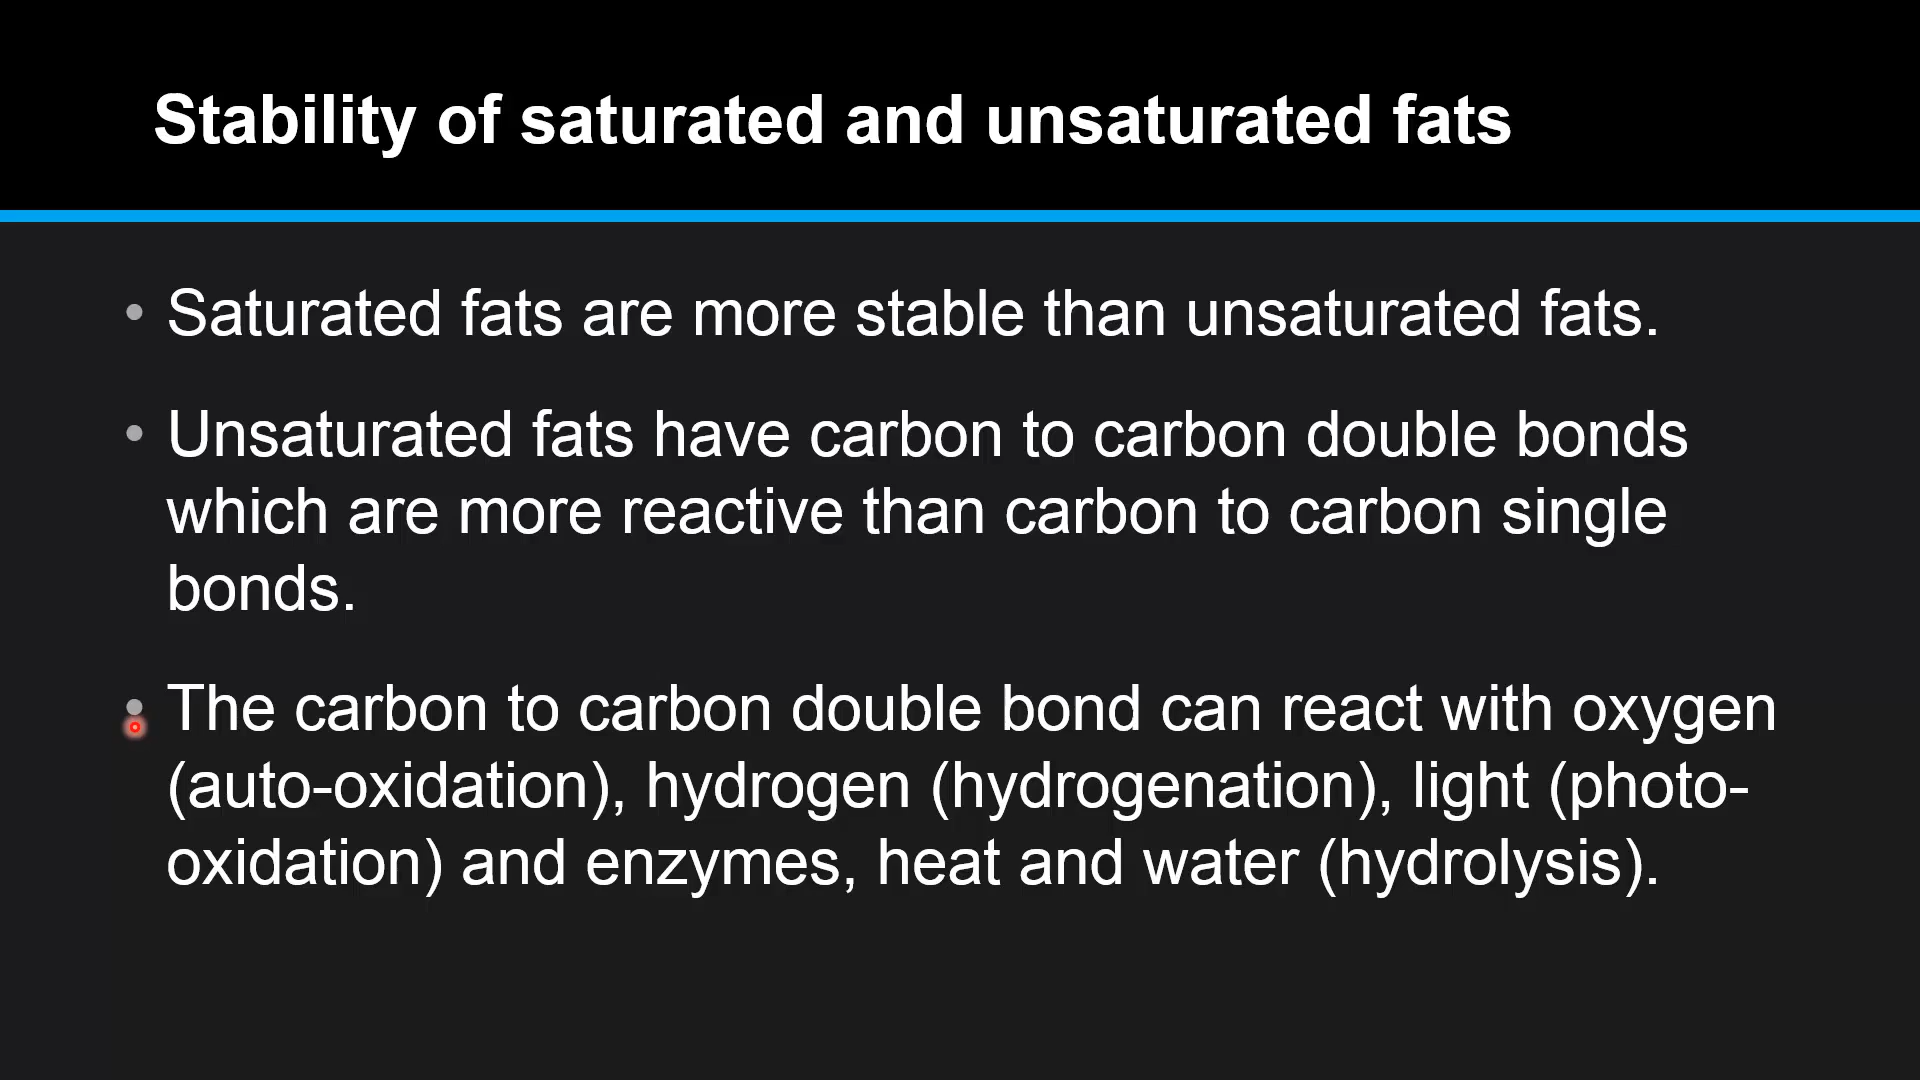 Stability of saturated and unsaturated fats
• Saturated fats are more stable than unsaturated fats.
• Unsaturated fats have carbon to carbon double bonds
which are more reactive than carbon to carbon single
bonds.
• The carbon to carbon double bond can react with oxygen
(auto-oxidation), hydrogen (hydrogenation), light (photo-
oxidation) and enzymes, heat and water (hydrolysis).